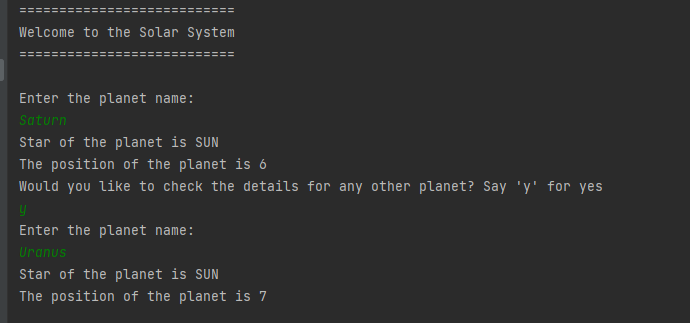 ===========================
Welcome to the Solar System
===========================
Enter the planet name:
Saturn
Star of the planet is SUN
The position of the planet is 6
Would you like to check the details for any other planet? Say 'y' for yes
y
Enter the planet name:
Uranus
Star of the planet is SUN
The position of the planet is 7